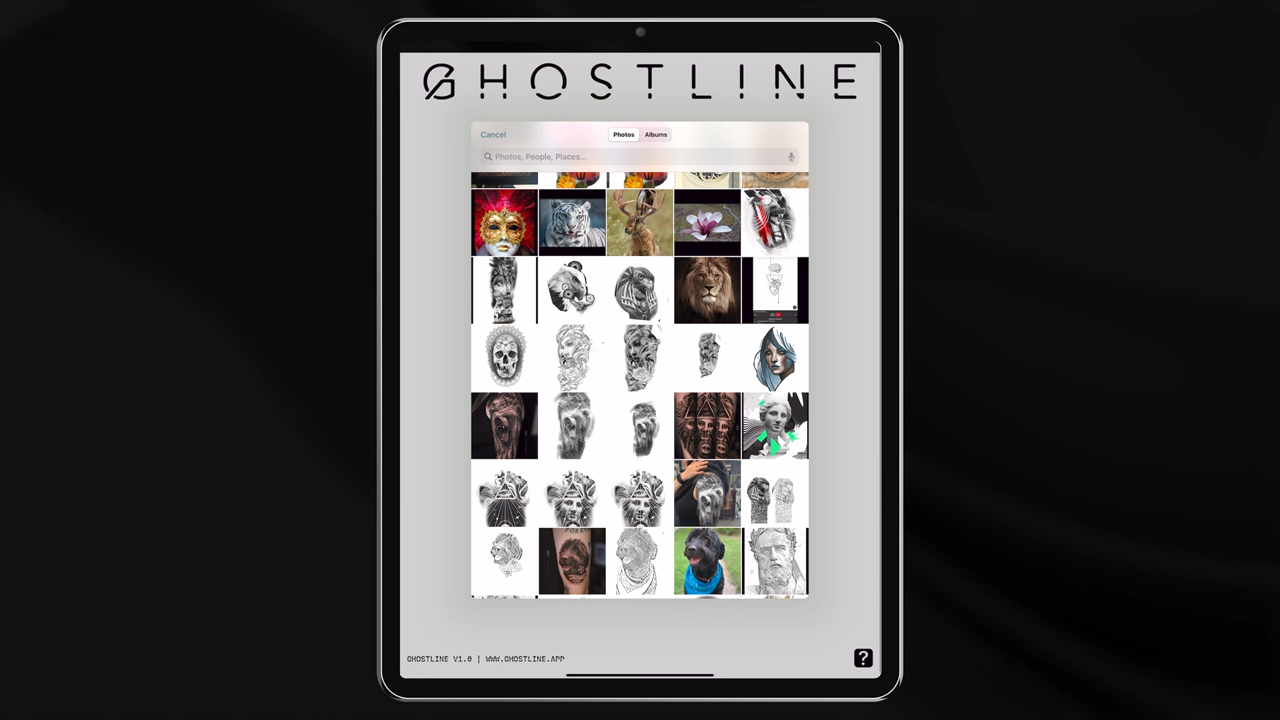 GHOSTLINE
Cancel
Photos
Albums
Photos, People, Places...
GHOSTLINE V1.0 | WWW.GHOSTLINE.APP
?